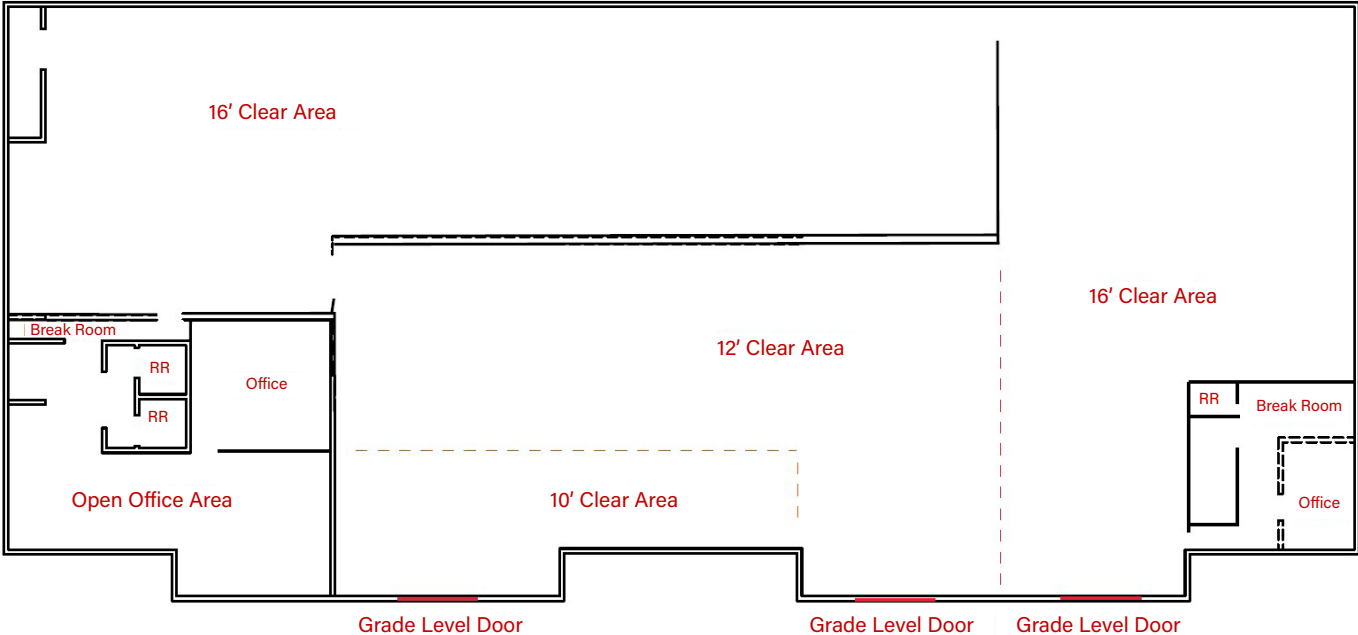 16’ Clear Area
16’ Clear Area
Break Room
12’ Clear Area
RR
Office
RR
Break Room
RR
Open Office Area
10’ Clear Area
Office
Grade Level Door
Grade Level Door
Grade Level Door